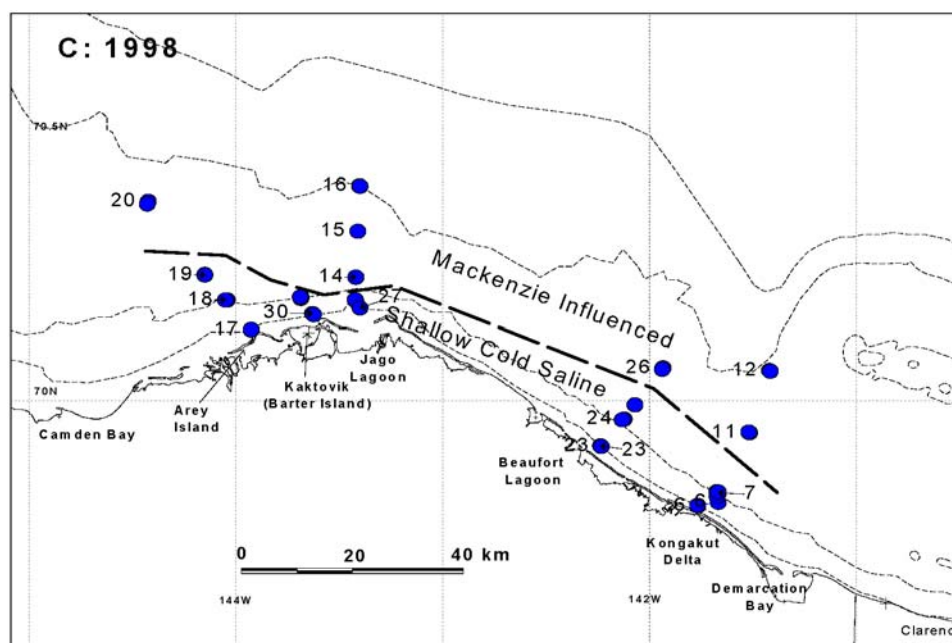 C: 1998
70.5N
16
20
15
Mackenzie Influenced
19
14
18
27
30
Shallow Cold Saline
17
26
12
Jago
Lagoon
70N
Kaktovik
(Barter Island)
Arey
Island
Camden Bay
24
11
23
23
Beaufort
Lagoon
7
6
6
Kongakut
Delta
0 20 40 km
Demarcation
Bay
144W
142W
Clarenc